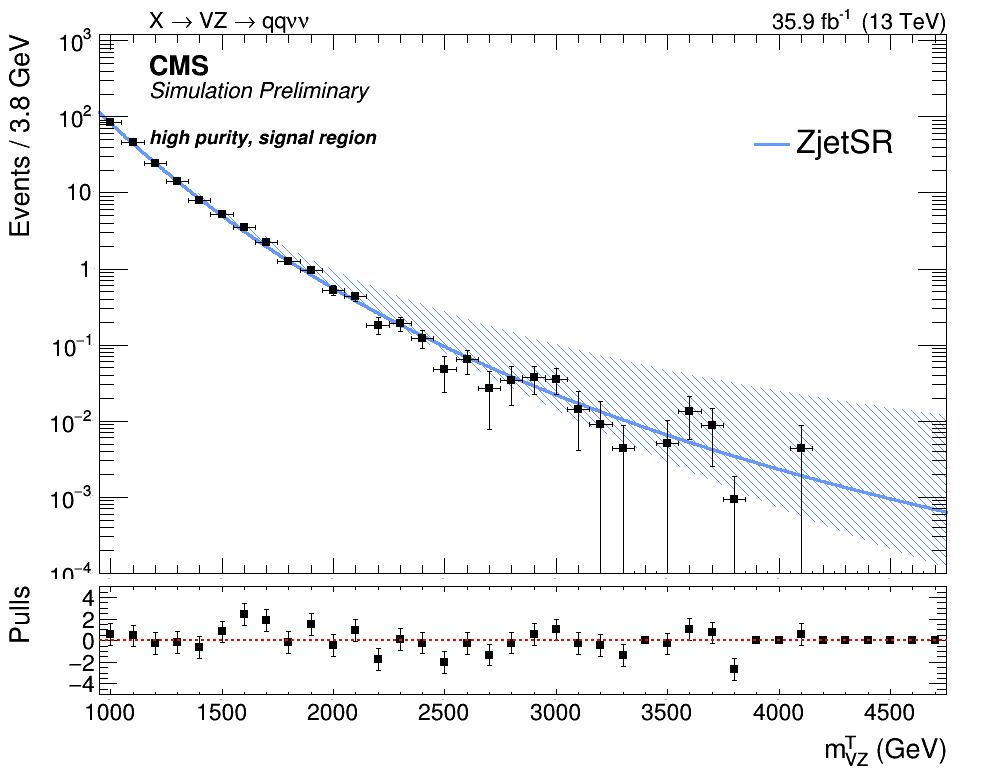 X → VZ → qqνν
35.9 fb⁻¹ (13 TeV)
Events / 3.8 GeV
10³
10²
10
1
10⁻¹
10⁻²
10⁻³
10⁻⁴
CMS
Simulation Preliminary
high purity, signal region
ZjetSR
Pulls
4
2
0
−2
−4
1000 1500 2000 2500 3000 3500 4000 4500
m^T_VZ (GeV)